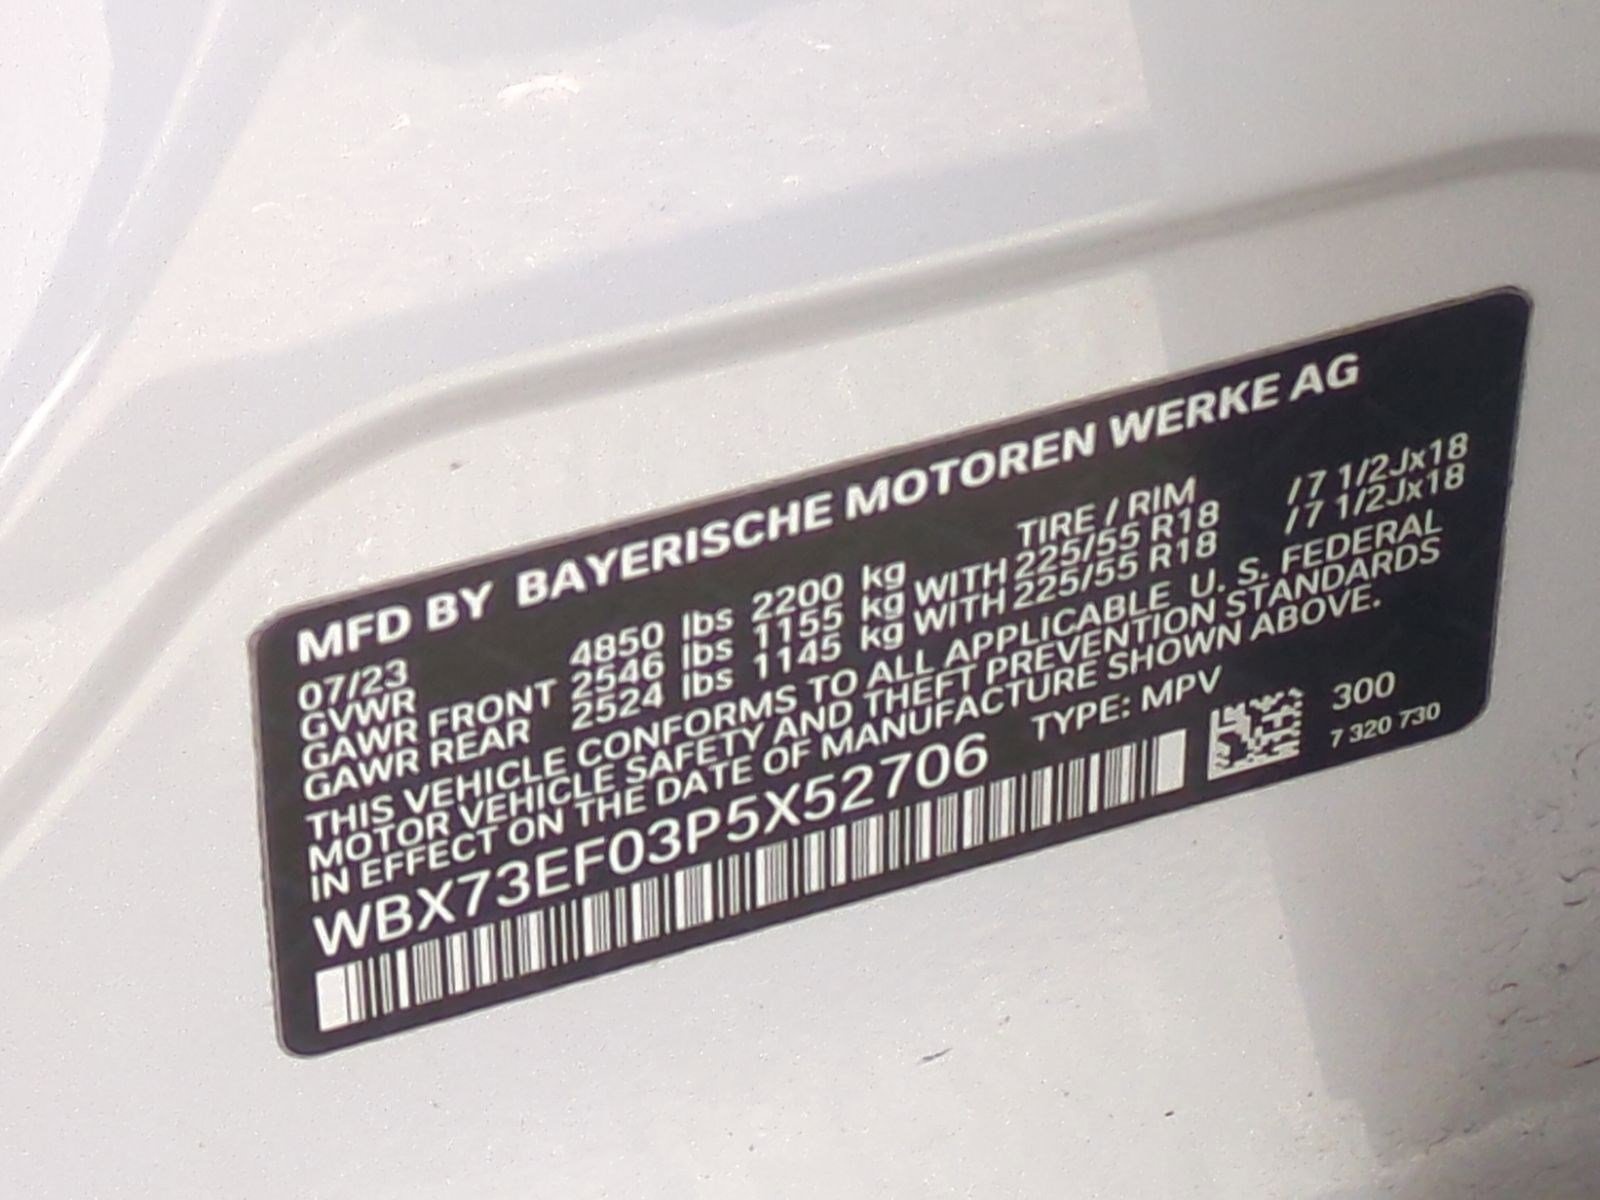 MFD BY BAYERISCHE MOTOREN WERKE AG
07/23 TIRE / RIM
GVWR 4850 lbs 2200 kg
GAWR FRONT 2546 lbs 1155 kg WITH 225/55 R18 /7 1/2Jx18
GAWR REAR 2524 lbs 1145 kg WITH 225/55 R18 /7 1/2Jx18
THIS VEHICLE CONFORMS TO ALL APPLICABLE U. S. FEDERAL
MOTOR VEHICLE SAFETY AND THEFT PREVENTION STANDARDS
IN EFFECT ON THE DATE OF MANUFACTURE SHOWN ABOVE.
WBX73EF03P5X52706 TYPE: MPV
300
7 320 730